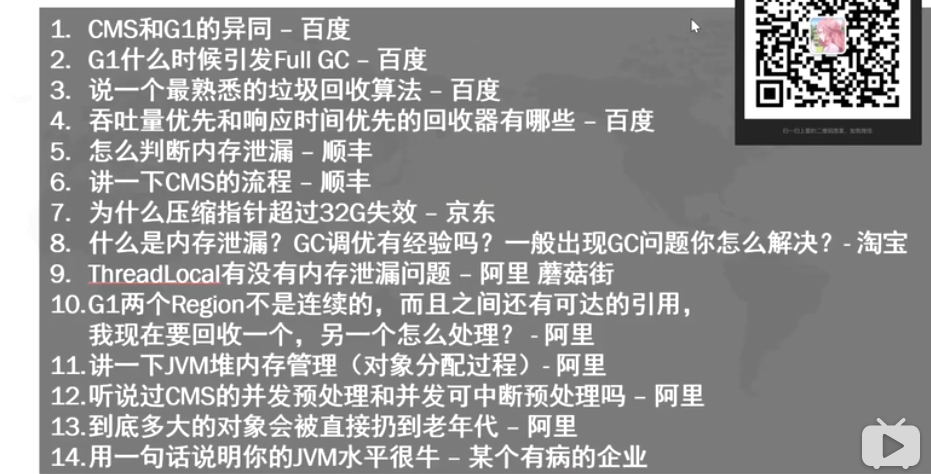 1. CMS和G1的异同 – 百度
2. G1什么时候引发Full GC – 百度
3. 说一个最熟悉的垃圾回收算法 – 百度
4. 吞吐量优先和响应时间优先的回收器有哪些 – 百度
5. 怎么判断内存泄漏 – 顺丰
6. 讲一下CMS的流程 – 顺丰
7. 为什么压缩指针超过32G失效 – 京东
8. 什么是内存泄漏？GC调优有经验吗？一般出现GC问题你怎么解决？- 淘宝
9. ThreadLocal有没有内存泄漏问题 – 阿里 蘑菇街
10.G1两个Region不是连续的，而且之间还有可达的引用，
我现在要回收一个，另一个怎么处理？ - 阿里
11.讲一下JVM堆内存管理（对象分配过程）- 阿里
12.听说过CMS的并发预处理和并发可中断预处理吗 – 阿里
13.到底多大的对象会被直接扔到老年代 – 阿里
14.用一句话说明你的JVM水平很牛 – 某个有病的企业